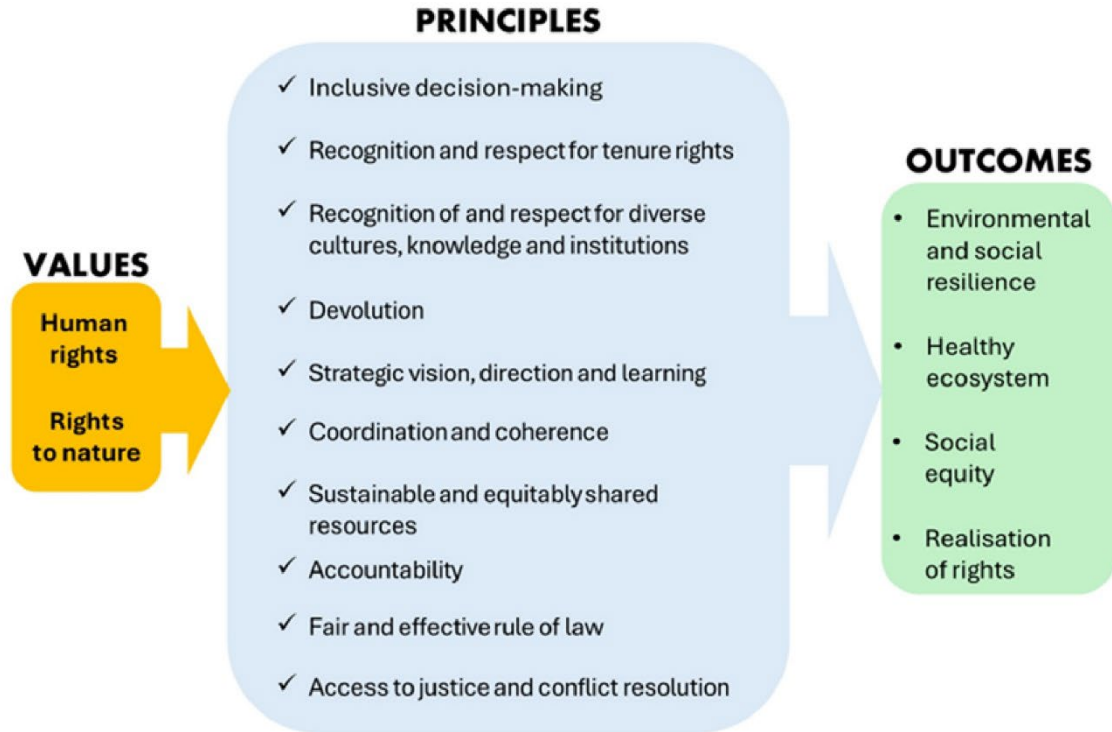 PRINCIPLES
✓ Inclusive decision-making
✓ Recognition and respect for tenure rights
✓ Recognition of and respect for diverse
cultures, knowledge and institutions
✓ Devolution
✓ Strategic vision, direction and learning
✓ Coordination and coherence
✓ Sustainable and equitably shared
resources
✓ Accountability
✓ Fair and effective rule of law
✓ Access to justice and conflict resolution
VALUES
Human
rights
Rights
to nature
OUTCOMES
• Environmental
and social
resilience
• Healthy
ecosystem
• Social
equity
• Realisation
of rights